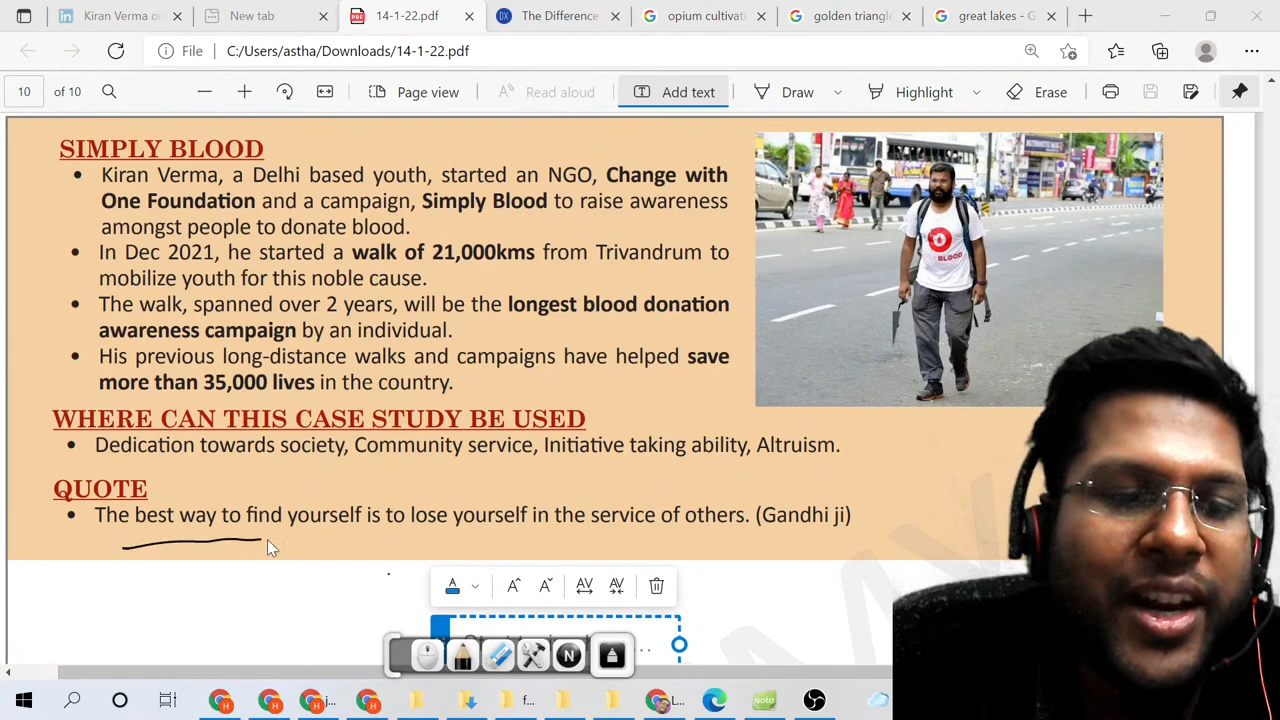 Kiran Verma on
New tab
14-1-22.pdf
The Difference
opium cultivati
golden triangle
great lakes - G
File
C:/Users/astha/Downloads/14-1-22.pdf
10 of 10
Page view
Read aloud
Add text
Draw
Highlight
Erase
SIMPLY BLOOD
• Kiran Verma, a Delhi based youth, started an NGO, Change with
One Foundation and a campaign, Simply Blood to raise awareness
amongst people to donate blood.
• In Dec 2021, he started a walk of 21,000kms from Trivandrum to
mobilize youth for this noble cause.
• The walk, spanned over 2 years, will be the longest blood donation
awareness campaign by an individual.
• His previous long-distance walks and campaigns have helped save
more than 35,000 lives in the country.
BLOOD
WHERE CAN THIS CASE STUDY BE USED
• Dedication towards society, Community service, Initiative taking ability, Altruism.
QUOTE
• The best way to find yourself is to lose yourself in the service of others. (Gandhi ji)